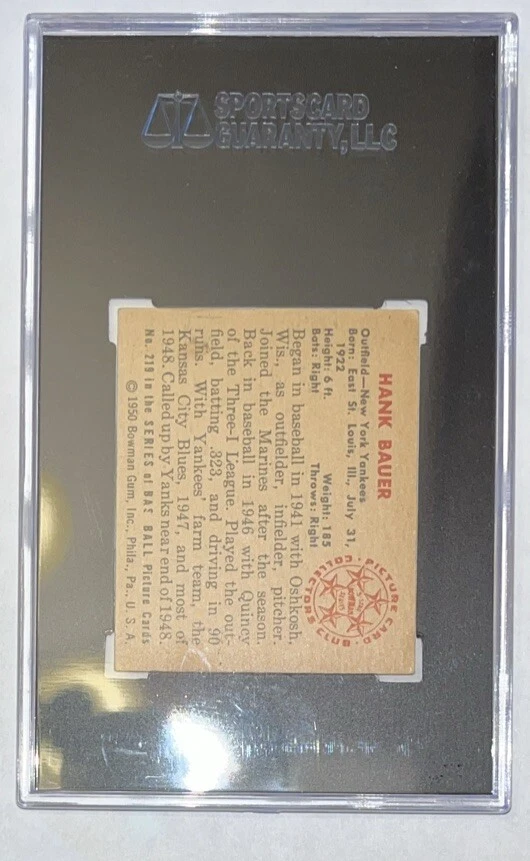 SPORTSCARD
GUARANTY, LLC
HANK BAUER
Outfield—New York Yankees
Born: East St. Louis, Ill., July 31,
1922
Height: 6 ft. Weight: 185
Bats: Right Throws: Right
Began in baseball in 1941 with Oshkosh,
Wis., as outfielder, infielder, pitcher.
Joined the Marines after the season.
Back in baseball in 1946 with Quincy
of the Three-I League. Played the out-
field, batting .323, and driving in 90
runs. With Yankees' farm team, the
Kansas City Blues, 1947, and most of
1948. Called up by Yanks near end of 1948.
No. 219 in the SERIES of BASEBALL Picture Cards
© 1950 Bowman Gum, Inc., Phila., Pa., U. S. A.
PICTURE CARD
COLLECTORS CLUB